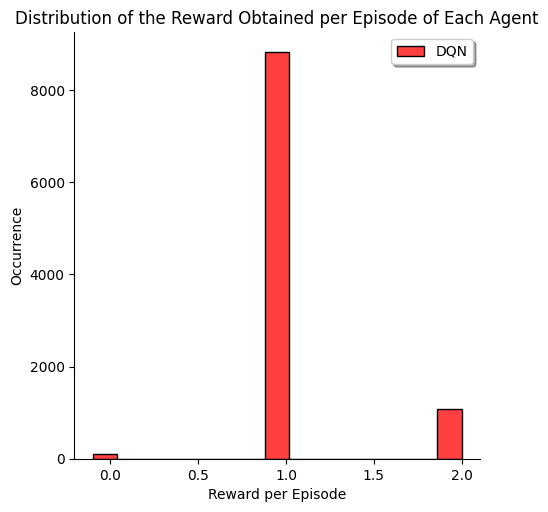 Distribution of the Reward Obtained per Episode of Each Agent
DQN
8000
6000
4000
2000
0
Occurrence
0.0 0.5 1.0 1.5 2.0
Reward per Episode